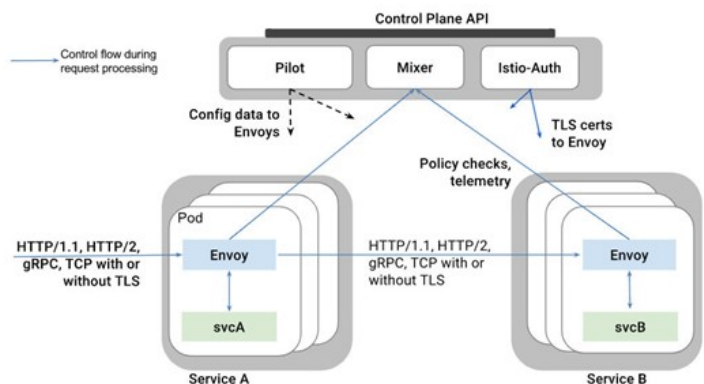 Control Plane API
Control flow during
request processing
Pilot
Mixer
Istio-Auth
Config data to
Envoys
TLS certs
to Envoy
Policy checks,
telemetry
Pod
HTTP/1.1, HTTP/2,
gRPC, TCP with or
without TLS
Envoy
svcA
Service A
HTTP/1.1, HTTP/2,
gRPC, TCP with or
without TLS
Envoy
svcB
Service B